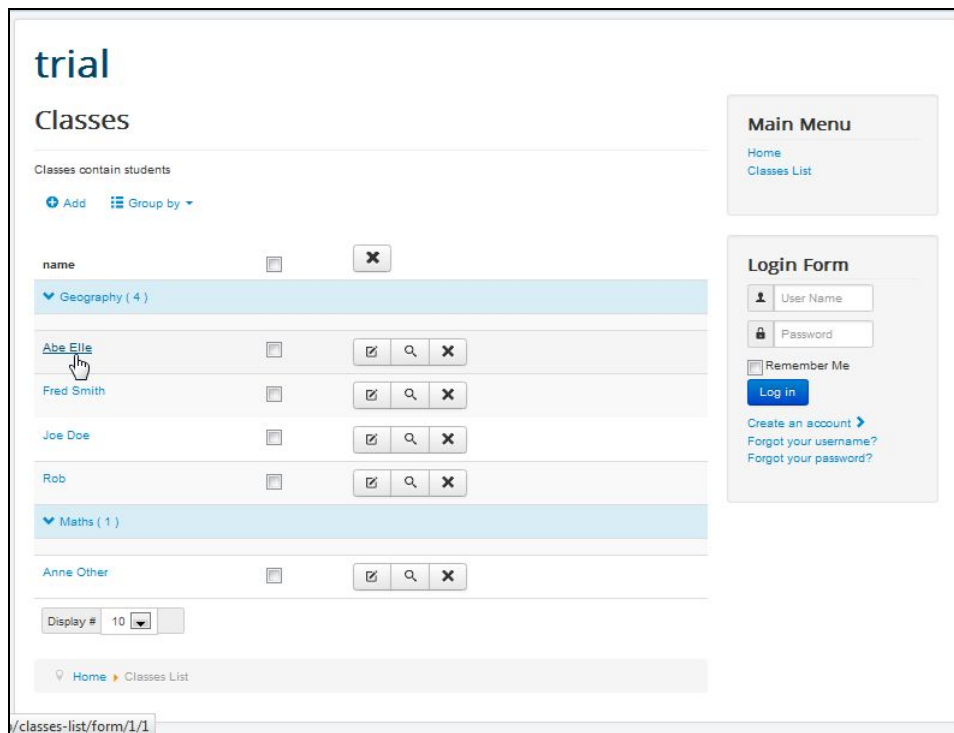 trial
Classes
Classes contain students
Add Group by
name
Geography ( 4 )
Abe Elle
Fred Smith
Joe Doe
Rob
Maths ( 1 )
Anne Other
Display # 10
Home Classes List
Main Menu
Home
Classes List
Login Form
User Name
Password
Remember Me
Log in
Create an account
Forgot your username?
Forgot your password?
/classes-list/form/1/1